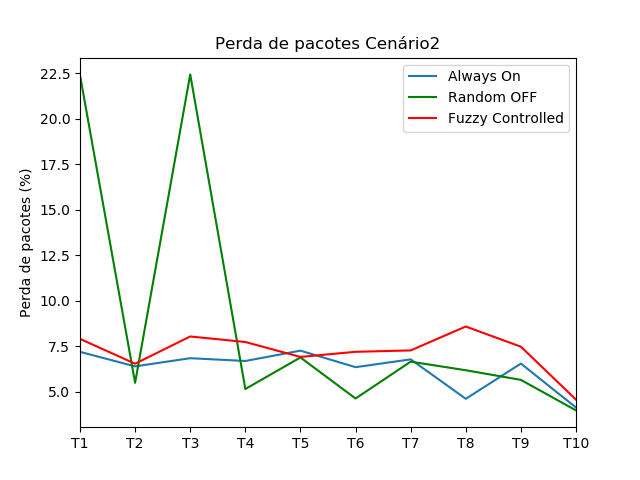 Perda de pacotes Cenário2
Always On
Random OFF
Fuzzy Controlled
Perda de pacotes (%)
22.5
20.0
17.5
15.0
12.5
10.0
7.5
5.0
T1 T2 T3 T4 T5 T6 T7 T8 T9 T10